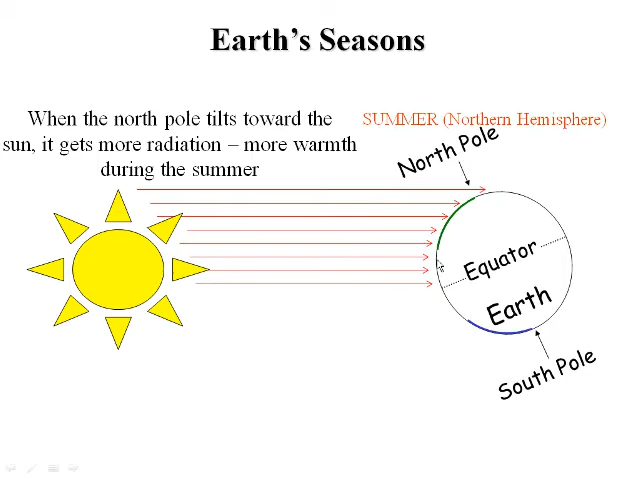 Earth's Seasons
When the north pole tilts toward the
sun, it gets more radiation – more warmth
during the summer
SUMMER (Northern Hemisphere)
North Pole
Equator
Earth
South Pole